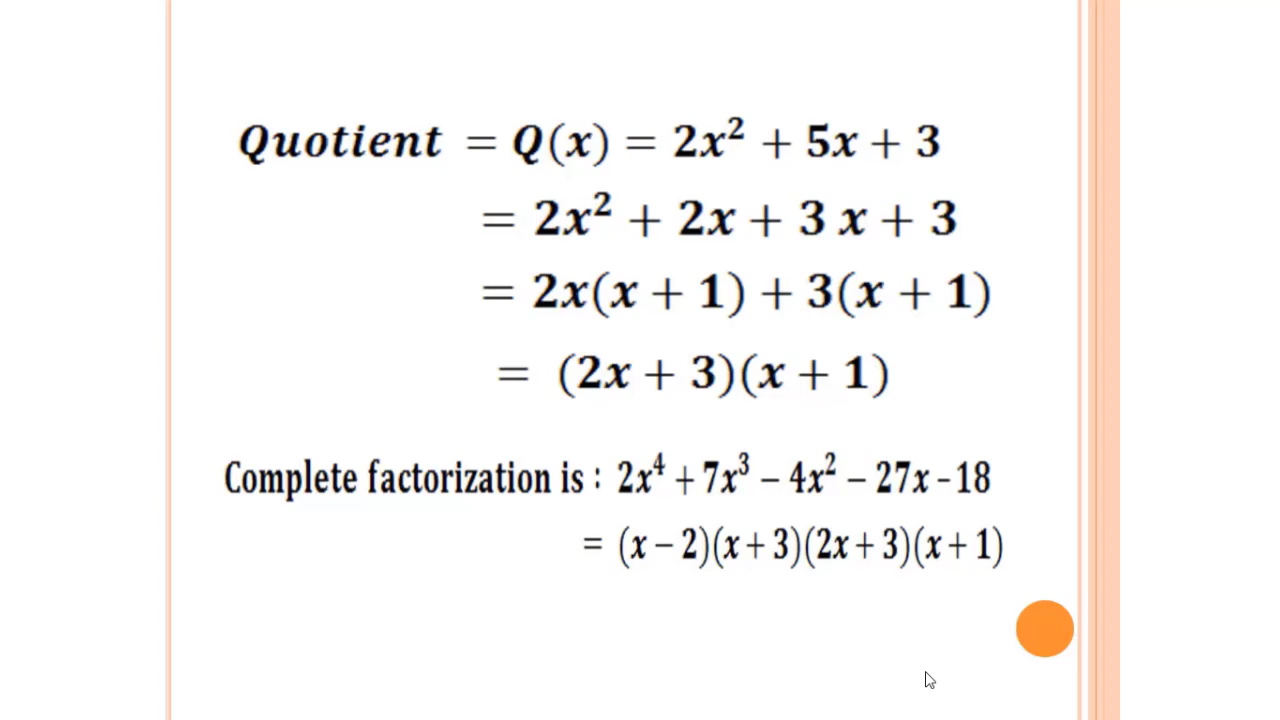 Quotient = Q(x) = 2x² + 5x + 3
= 2x² + 2x + 3 x + 3
= 2x(x + 1) + 3(x + 1)
= (2x + 3)(x + 1)
Complete factorization is : 2x⁴ + 7x³ – 4x² – 27x - 18
= (x – 2)(x + 3)(2x + 3)(x + 1)